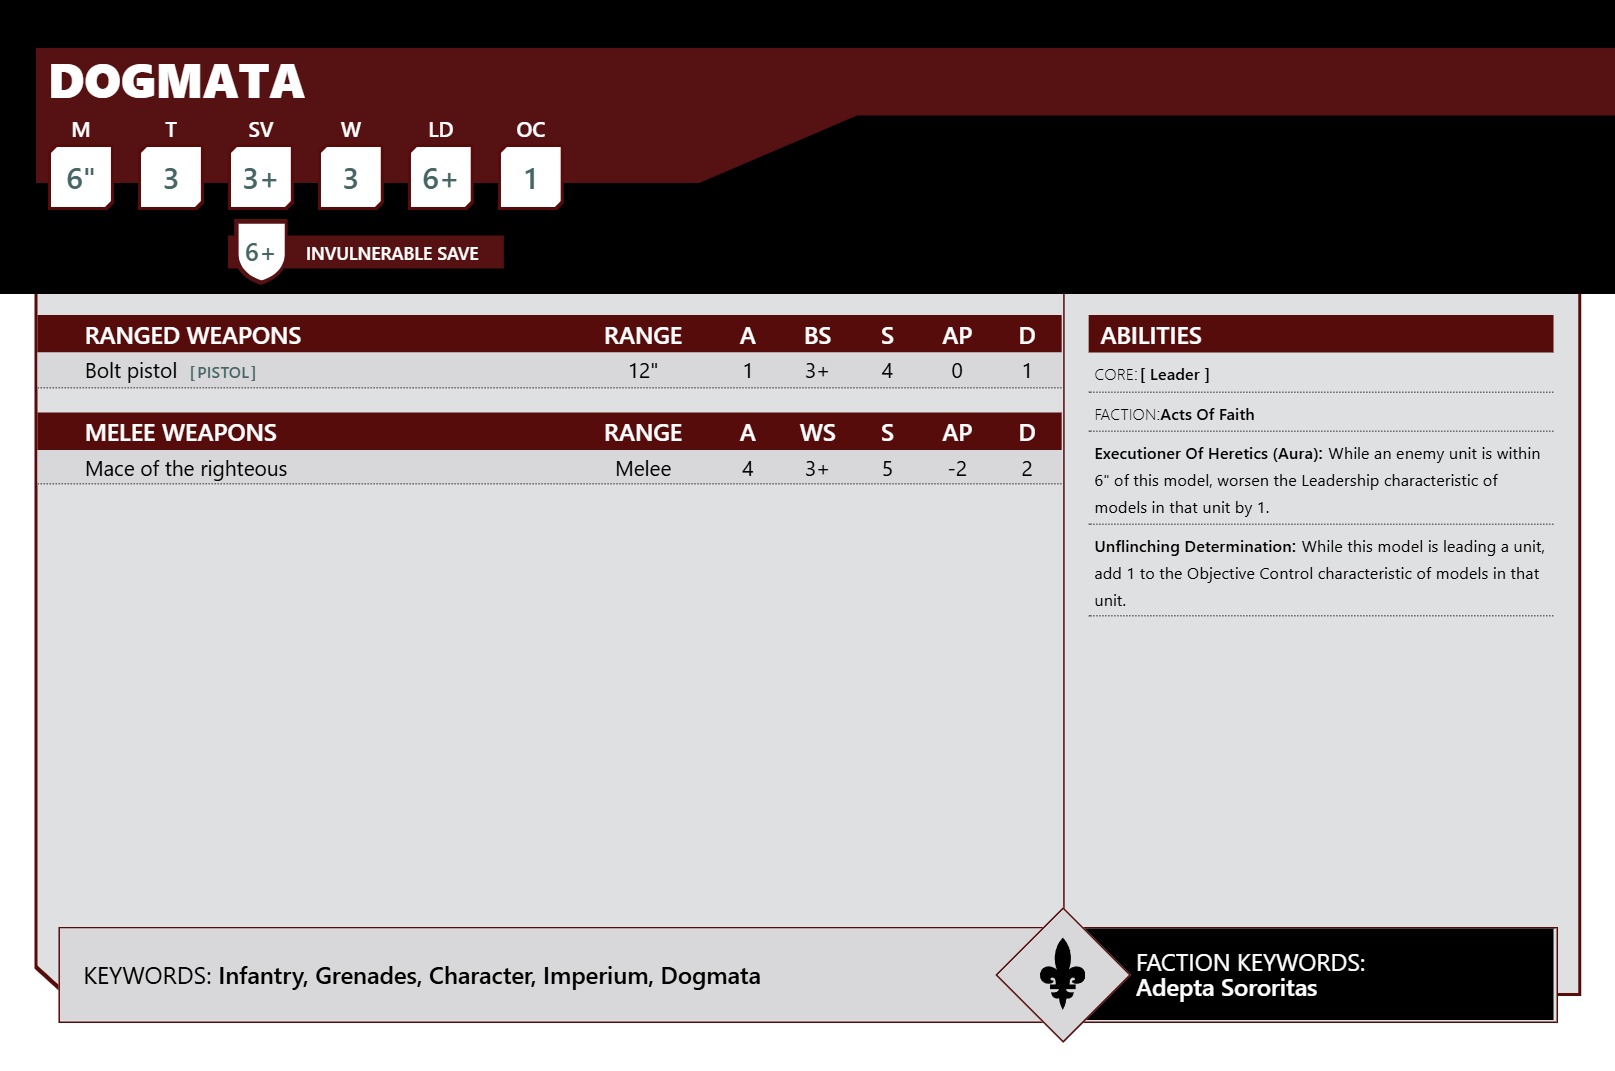 DOGMATA
M T SV W LD OC
6" 3 3+ 3 6+ 1
6+ INVULNERABLE SAVE
RANGED WEAPONS RANGE A BS S AP D
Bolt pistol [PISTOL] 12" 1 3+ 4 0 1
MELEE WEAPONS RANGE A WS S AP D
Mace of the righteous Melee 4 3+ 5 -2 2
ABILITIES
CORE:[ Leader ]
FACTION:Acts Of Faith
Executioner Of Heretics (Aura): While an enemy unit is within
6" of this model, worsen the Leadership characteristic of
models in that unit by 1.
Unflinching Determination: While this model is leading a unit,
add 1 to the Objective Control characteristic of models in that
unit.
KEYWORDS: Infantry, Grenades, Character, Imperium, Dogmata
FACTION KEYWORDS:
Adepta Sororitas